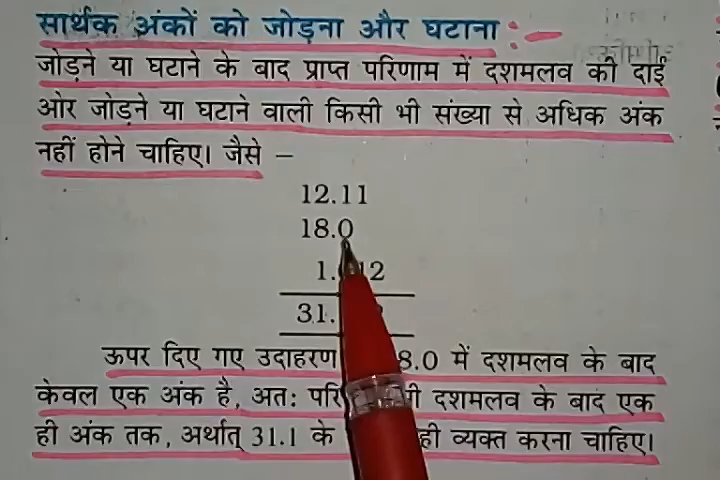 सार्थक अंकों को जोड़ना और घटाना :-
जोड़ने या घटाने के बाद प्राप्त परिणाम में दशमलव की दाईं
ओर जोड़ने या घटाने वाली किसी भी संख्या से अधिक अंक
नहीं होने चाहिए। जैसे –
12.11
18.0
1. 12
31.
ऊपर दिए गए उदाहरण 8.0 में दशमलव के बाद
केवल एक अंक है, अतः दशमलव के बाद एक
ही अंक तक, अर्थात् 31.1 के ही व्यक्त करना चाहिए।